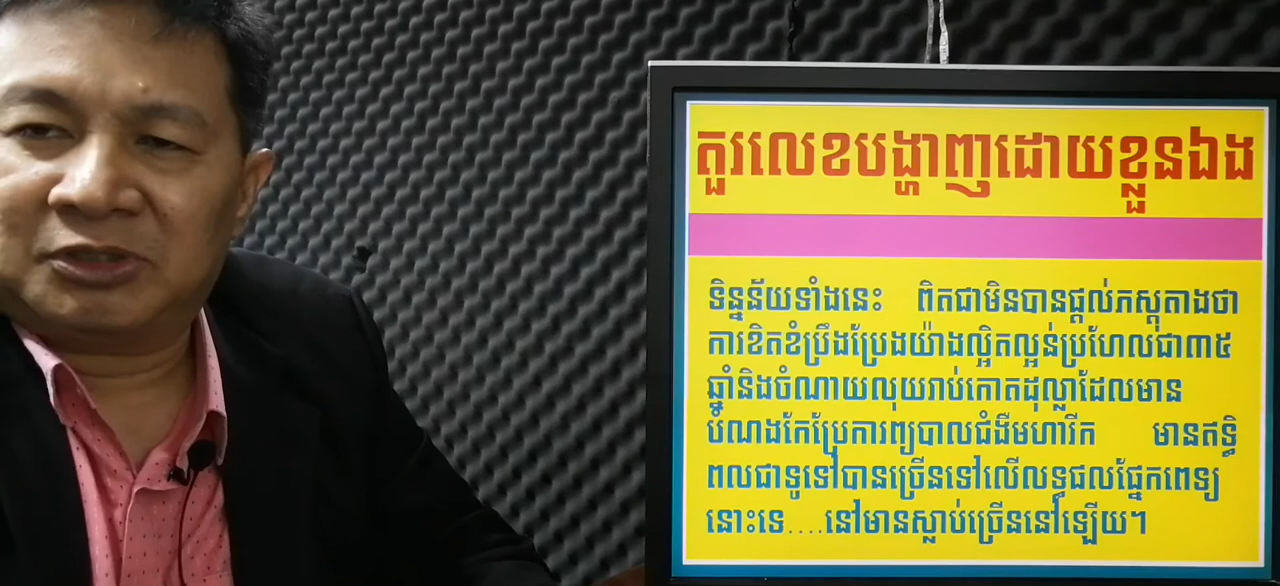 តួរលេខបង្ហាញដោយខ្លួនឯង
ទិន្នន័យទាំងនេះ ពិតជាមិនបានផ្តល់ភស្តុតាងថា
ការខិតខំប្រឹងប្រែងយ៉ាងល្អិតល្អន់ប្រហែលជា៣៥
ឆ្នាំនិងចំណាយលុយរាប់កោតដុល្លាដែលមាន
បំណងកែប្រែការព្យបាលជំងឺមហារីក មានឥទ្ធិ
ពលជាទូទៅបានច្រើនទៅលើលទ្ធផលផ្នែកពេទ្យ
នោះទេ....នៅមានស្លាប់ច្រើននៅឡើយ។